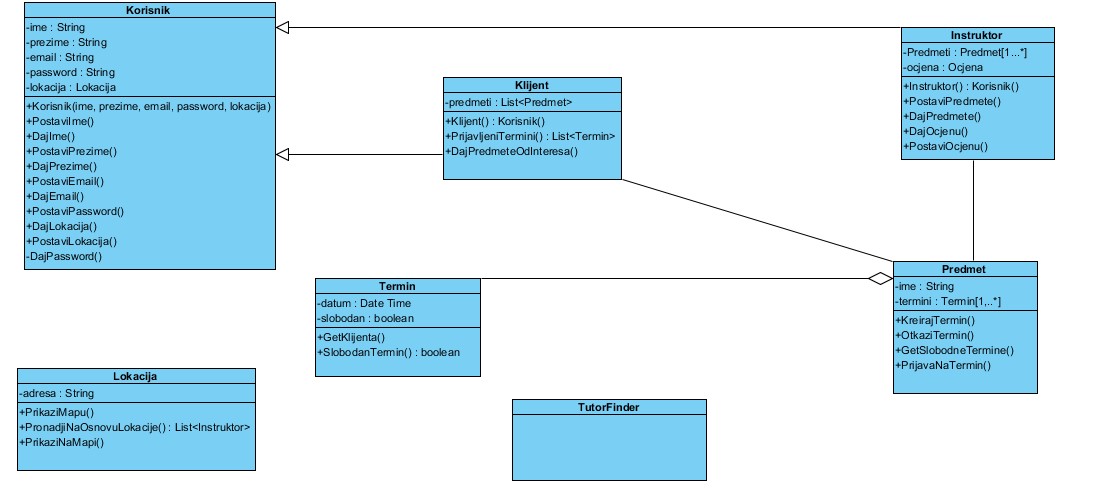 Korisnik
-ime : String
-prezime : String
-email : String
-password : String
-lokacija : Lokacija
+Korisnik(ime, prezime, email, password, lokacija)
+PostaviIme()
+DajIme()
+PostaviPrezime()
+DajPrezime()
+PostaviEmail()
+DajEmail()
+PostaviPassword()
+DajLokacija()
+PostaviLokacija()
-DajPassword()
Klijent
-predmeti : List<Predmet>
+Klijent() : Korisnik()
+PrijavljeniTermini() : List<Termin>
+DajPredmeteOdInteresa()
Instruktor
-Predmeti : Predmet[1...*]
-ocjena : Ocjena
+Instruktor() : Korisnik()
+PostaviPredmete()
+DajPredmete()
+DajOcjenu()
+PostaviOcjenu()
Termin
-datum : Date Time
-slobodan : boolean
+GetKlijenta()
+SlobodanTermin() : boolean
Predmet
-ime : String
-termini : Termin[1,..*]
+KreirajTermin()
+OtkaziTermin()
+GetSlobodneTermine()
+PrijavaNaTermin()
Lokacija
-adresa : String
+PrikaziMapu()
+PronadjiNaOsnovuLokacije() : List<Instruktor>
+PrikaziNaMapi()
TutorFinder